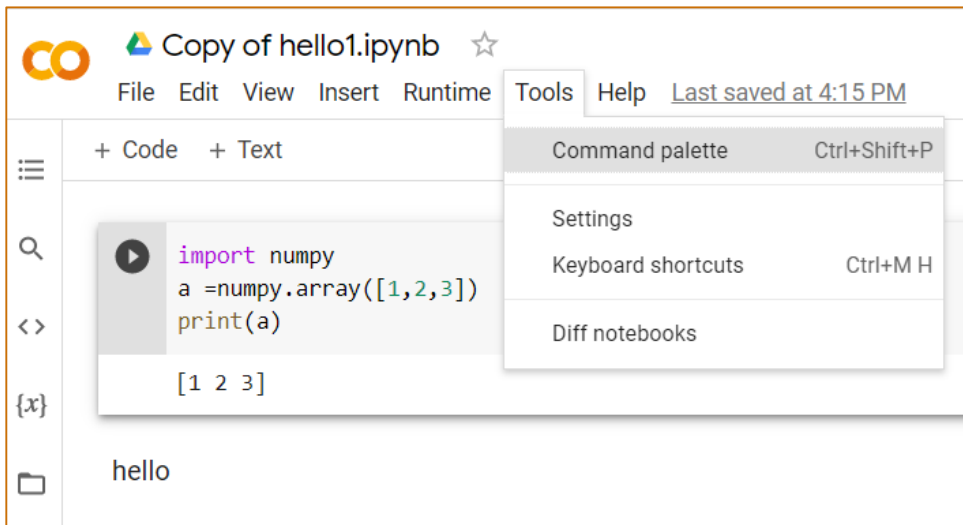 Copy of hello1.ipynb
File Edit View Insert Runtime Tools Help Last saved at 4:15 PM
+ Code + Text
Command palette Ctrl+Shift+P
Settings
Keyboard shortcuts Ctrl+M H
Diff notebooks
import numpy
a =numpy.array([1,2,3])
print(a)
[1 2 3]
{x}
hello